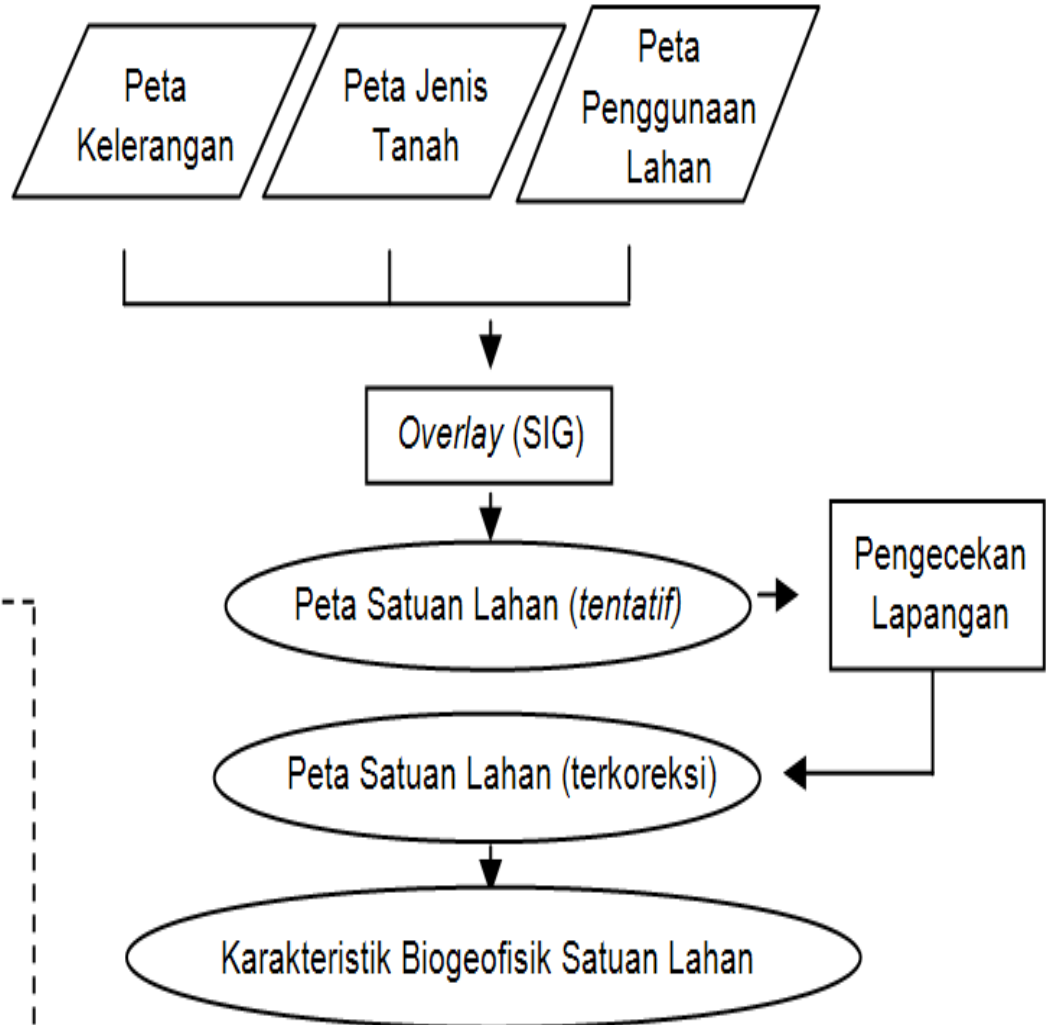 Peta
Kelerangan
Peta Jenis
Tanah
Peta
Penggunaan
Lahan
Overlay (SIG)
Peta Satuan Lahan (tentatif)
Pengecekan
Lapangan
Peta Satuan Lahan (terkoreksi)
Karakteristik Biogeofisik Satuan Lahan